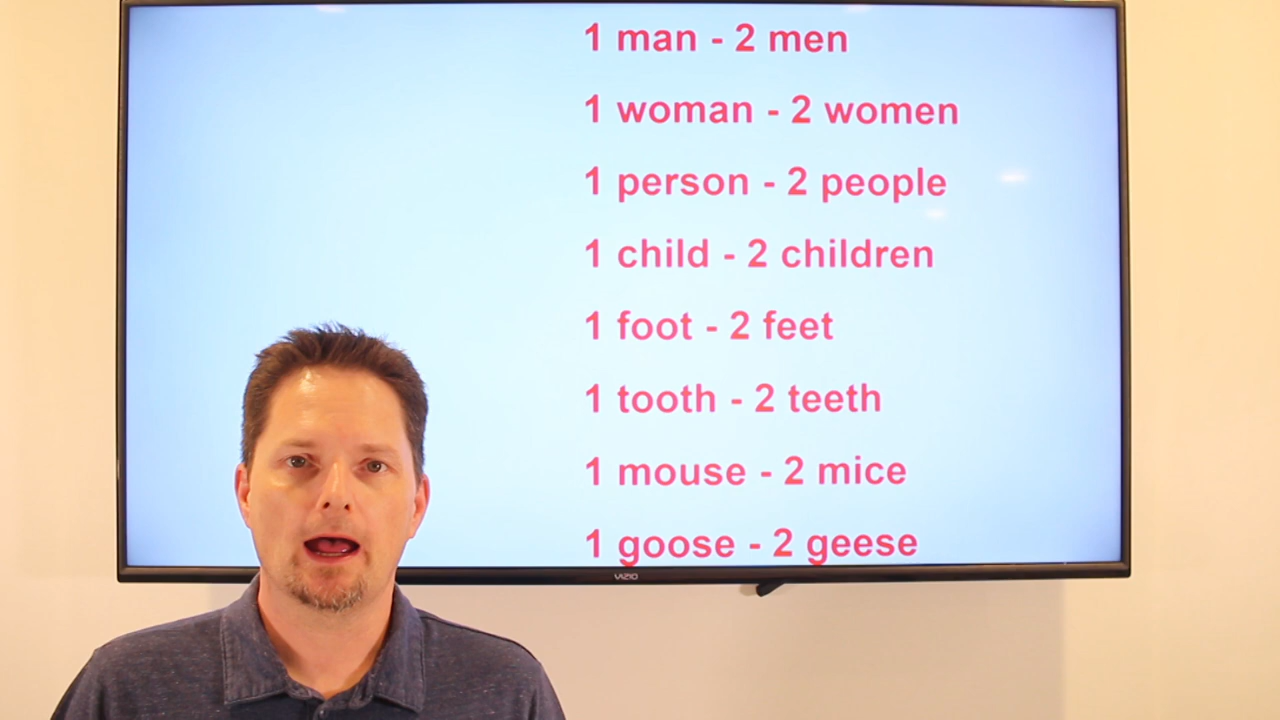 1 man - 2 men
1 woman - 2 women
1 person - 2 people
1 child - 2 children
1 foot - 2 feet
1 tooth - 2 teeth
1 mouse - 2 mice
1 goose - 2 geese
VIZIO